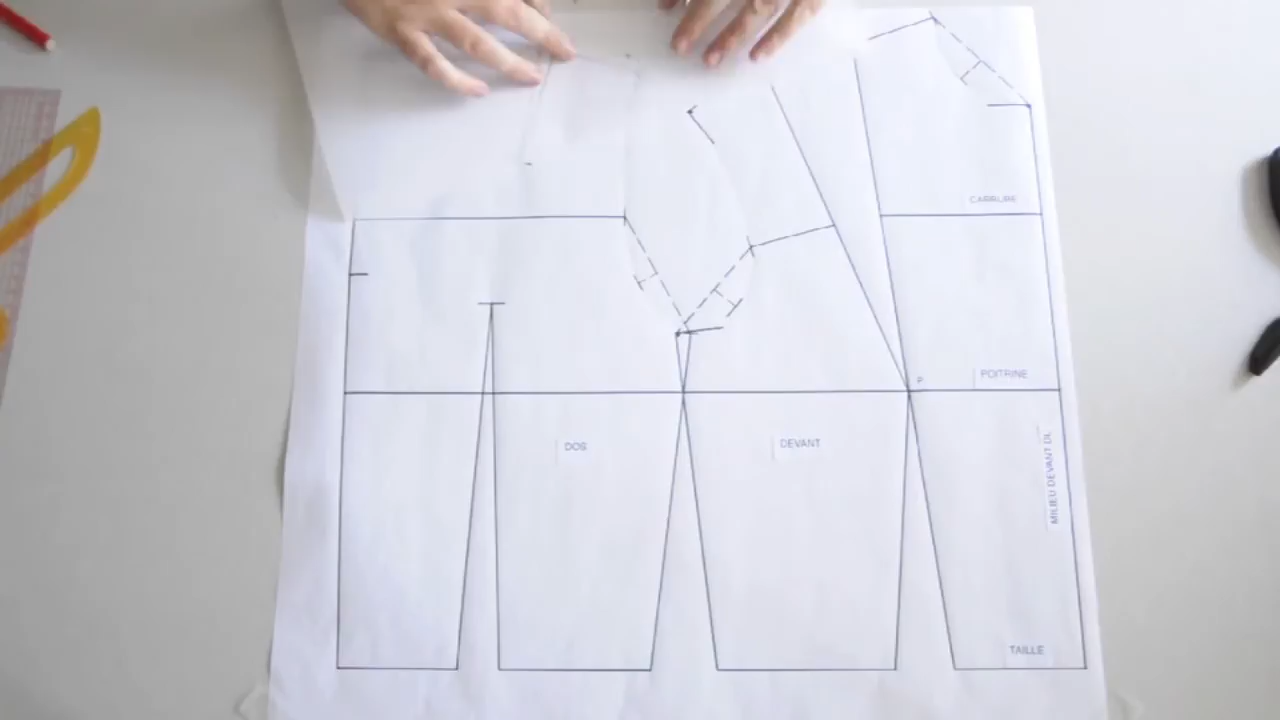 CARRURE
P
POITRINE
DOS
DEVANT
MILIEU DEVANT DL
TAILLE